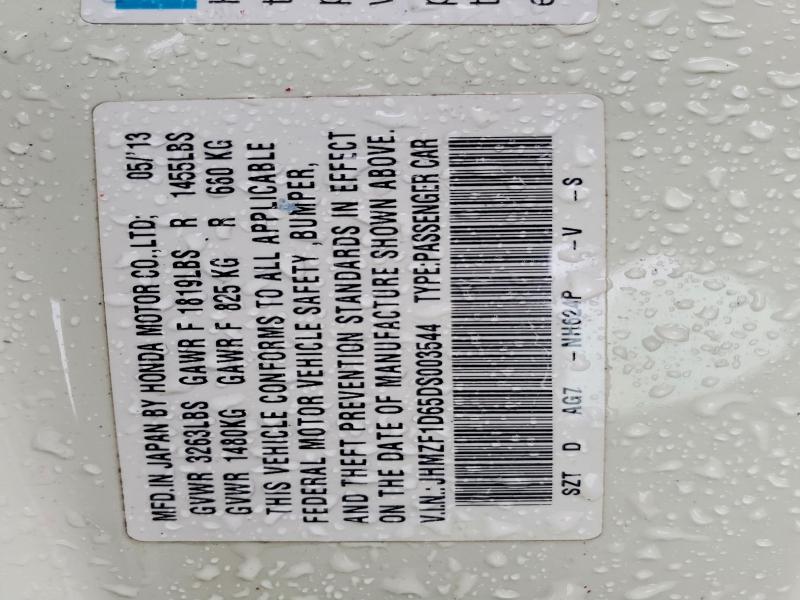 MFD.IN JAPAN BY HONDA MOTOR CO.,LTD; 05/'13
GVWR 3263LBS GAWR F 1819LBS R 1455LBS
GVWR 1480KG GAWR F 825 KG R 660 KG
THIS VEHICLE CONFORMS TO ALL APPLICABLE
FEDERAL MOTOR VEHICLE SAFETY ,BUMPER,
AND THEFT PREVENTION STANDARDS IN EFFECT
ON THE DATE OF MANUFACTURE SHOWN ABOVE.
V.I.N.: JHMZF1D65DS003544 TYPE:PASSENGER CAR
SZT D AG7 -NH624P -V -S